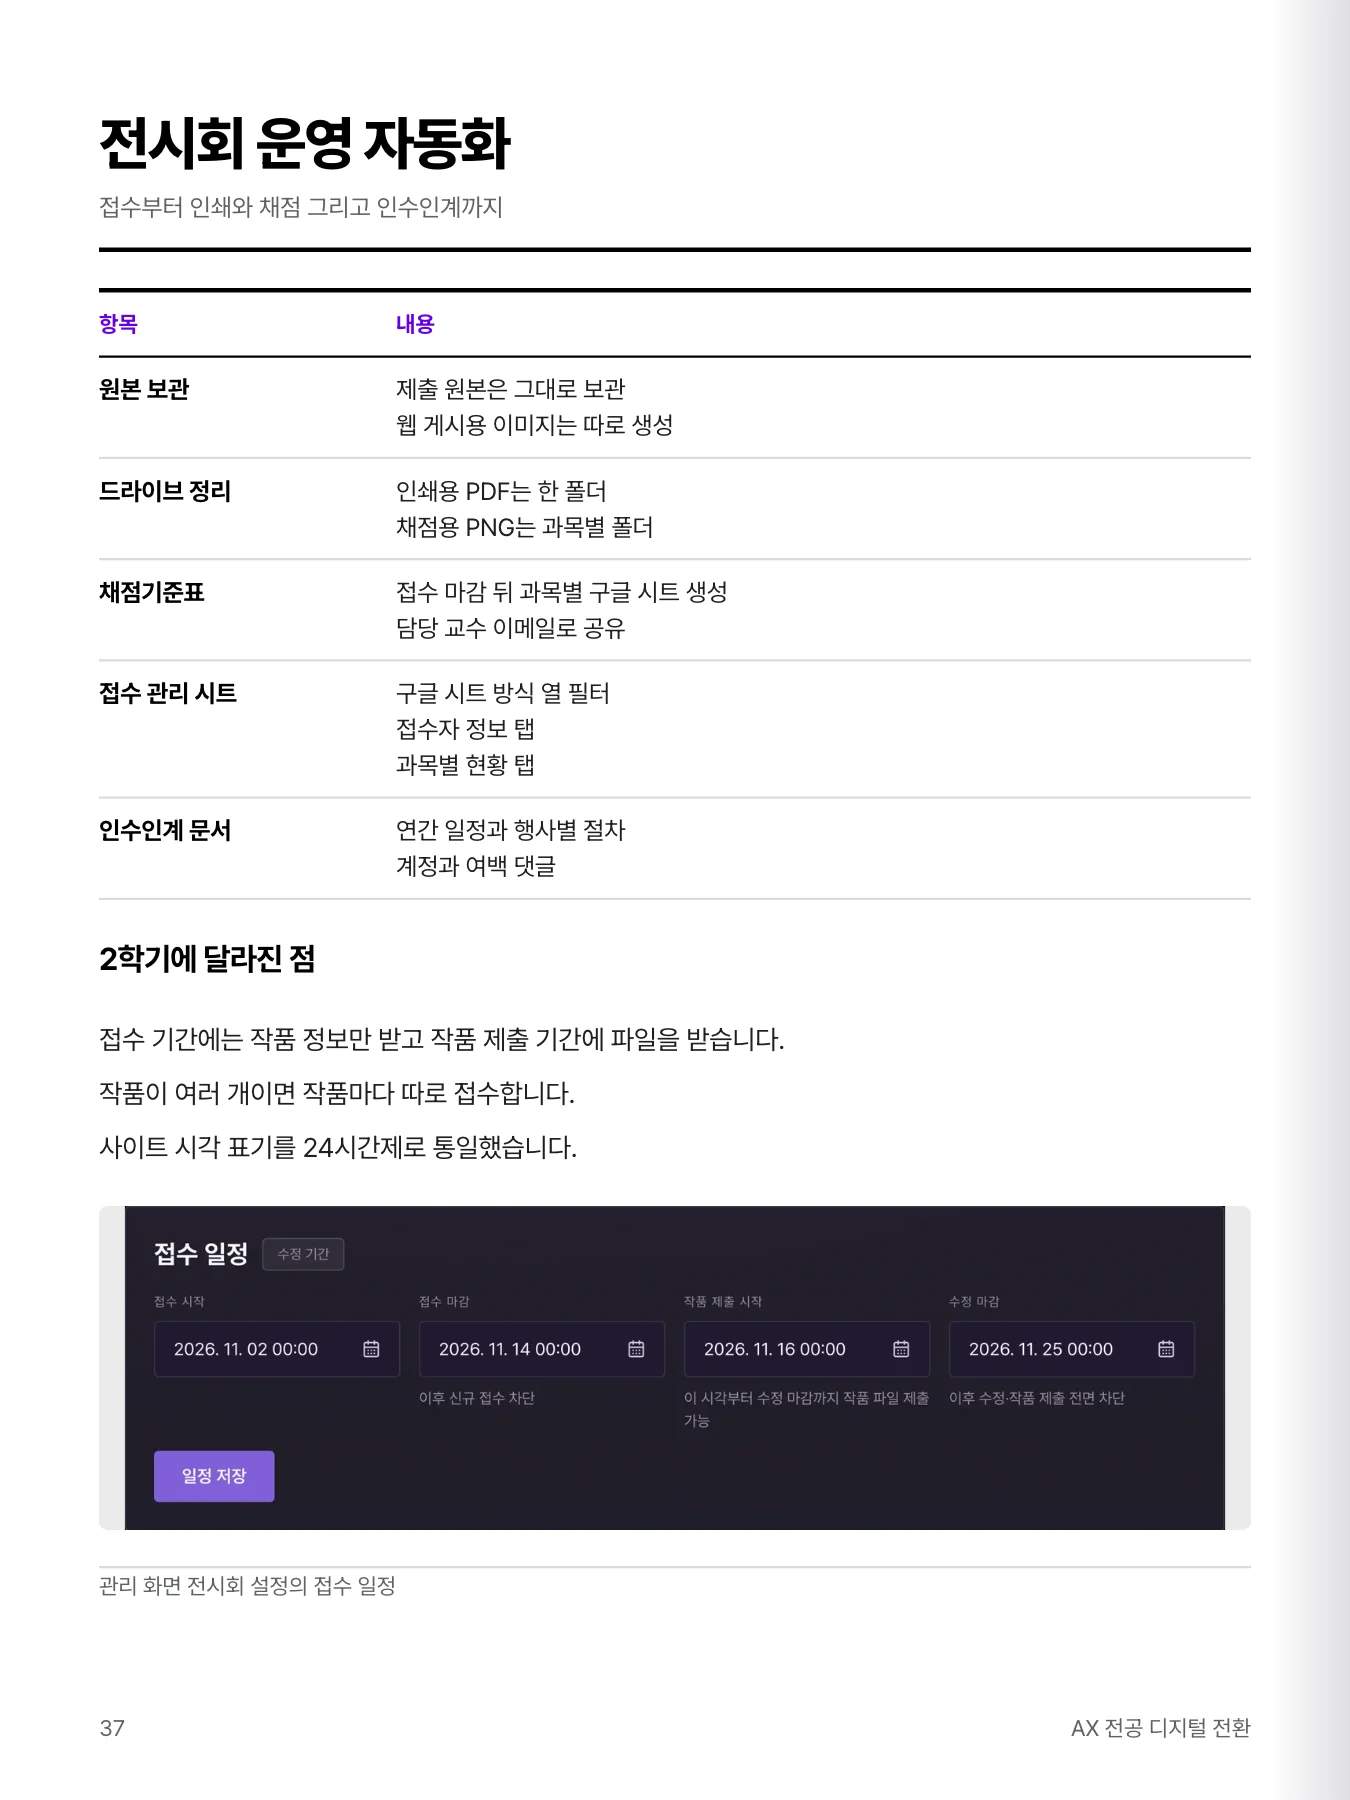 전시회 운영 자동화
접수부터 인쇄와 채점 그리고 인수인계까지
항목 내용
원본 보관 제출 원본은 그대로 보관
웹 게시용 이미지는 따로 생성
드라이브 정리 인쇄용 PDF는 한 폴더
채점용 PNG는 과목별 폴더
채점기준표 접수 마감 뒤 과목별 구글 시트 생성
담당 교수 이메일로 공유
접수 관리 시트 구글 시트 방식 열 필터
접수자 정보 탭
과목별 현황 탭
인수인계 문서 연간 일정과 행사별 절차
계정과 여백 댓글
2학기에 달라진 점
접수 기간에는 작품 정보만 받고 작품 제출 기간에 파일을 받습니다.
작품이 여러 개이면 작품마다 따로 접수합니다.
사이트 시각 표기를 24시간제로 통일했습니다.
접수 일정 수정 기간
접수 시작 접수 마감 작품 제출 시작 수정 마감
2026. 11. 02 00:00 2026. 11. 14 00:00 2026. 11. 16 00:00 2026. 11. 25 00:00
이후 신규 접수 차단 이 시각부터 수정 마감까지 작품 파일 제출 이후 수정·작품 제출 전면 차단
가능
일정 저장
관리 화면 전시회 설정의 접수 일정
37 AX 전공 디지털 전환